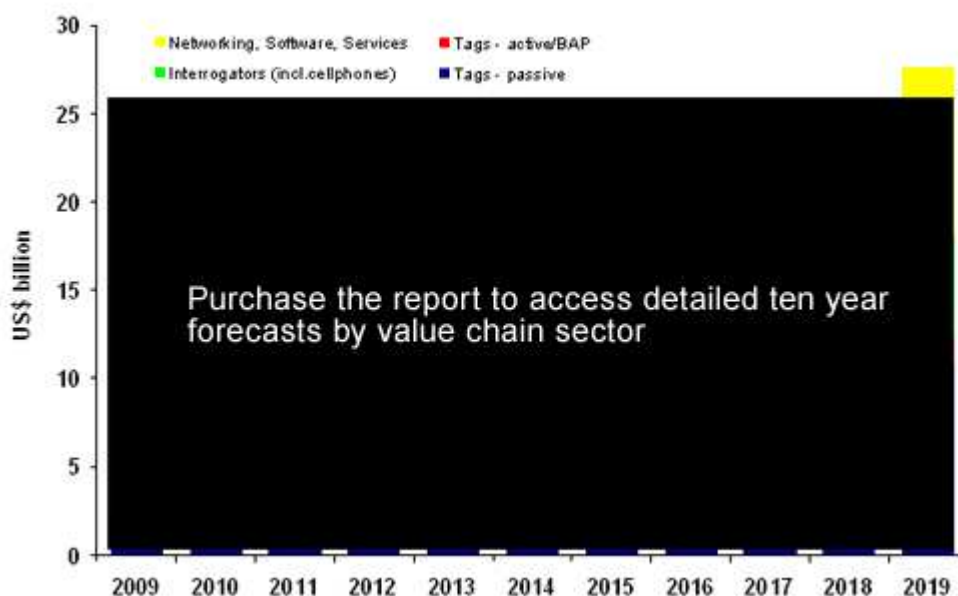 30
Networking, Software, Services
Tags - active/BAP
Interrogators (incl.cellphones)
Tags - passive
25
20
US$ billion
15
Purchase the report to access detailed ten year
forecasts by value chain sector
10
5
0
2009 2010 2011 2012 2013 2014 2015 2016 2017 2018 2019